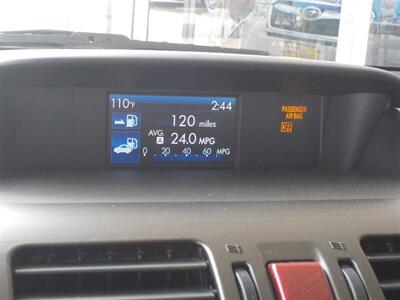 110°F 2:44
120 miles
AVG. A 24.0 MPG
0 20 40 60 MPG
PASSENGER
AIR BAG
OFF